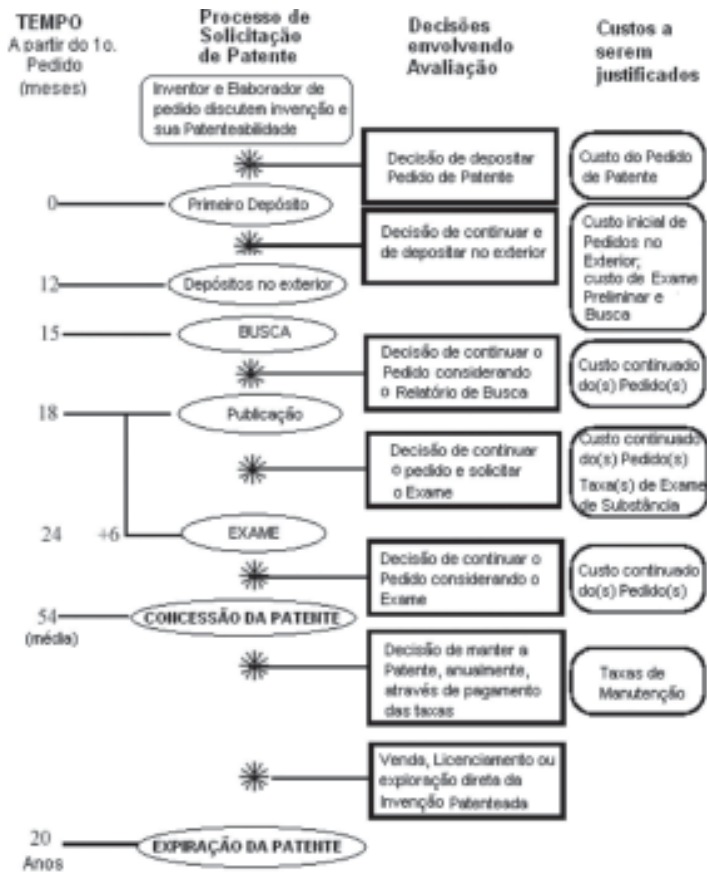 TEMPO
A partir do 1o.
Pedido
(meses)
Processo de
Solicitação
de Patente
Decisões
envolvendo
Avaliação
Custos a
serem
justificados
Inventor e Elaborador de
pedido discutem invenção e
sua Patenteabilidade
Decisão de depositar
Pedido de Patente
Custo do Pedido
de Patente
0
Primeiro Depósito
Decisão de continuar e
de depositar no exterior
Custo inicial de
Pedidos no
Exterior;
custo de Exame
Preliminar e
Busca
12
Depósitos no exterior
15
BUSCA
Decisão de continuar o
Pedido considerando
o Relatório de Busca
Custo continuado
do(s) Pedido(s)
18
Publicação
Decisão de continuar
o pedido e solicitar
o Exame
Custo continuado
do(s) Pedido(s)
Taxa(s) de Exame
de Substância
24 +6
EXAME
Decisão de continuar o
Pedido considerando o
Exame
Custo continuado
do(s) Pedido(s)
54
(média)
CONCESSÃO DA PATENTE
Decisão de manter a
Patente, anualmente,
através de pagamento
das taxas
Taxas de
Manutenção
Venda, Licenciamento ou
exploração direta da
Invenção Patenteada
20
Anos
EXPIRAÇÃO DA PATENTE